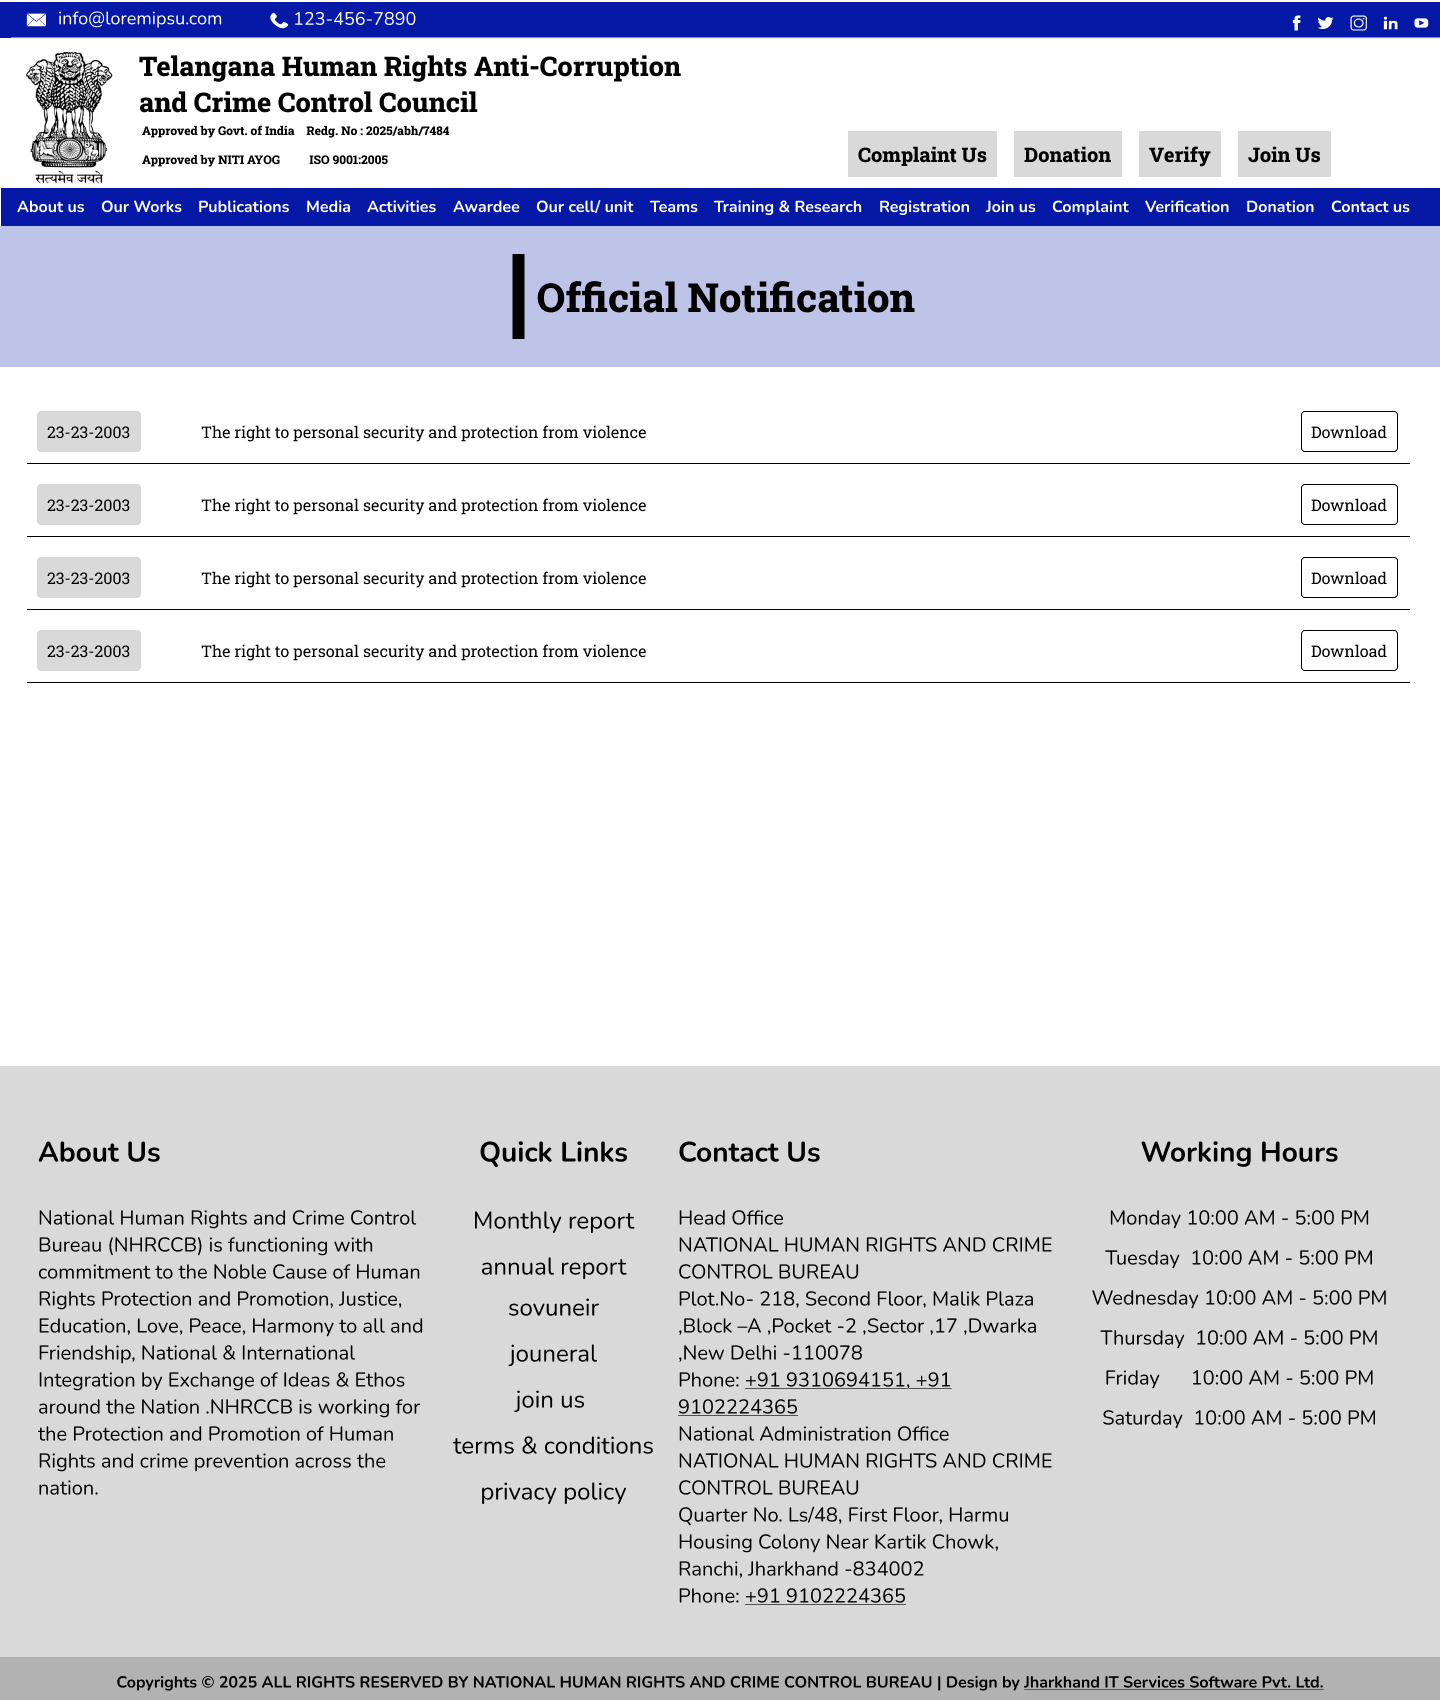 info@loremipsu.com 123-456-7890
Telangana Human Rights Anti-Corruption
and Crime Control Council
Approved by Govt. of India Redg. No : 2025/abh/7484
Approved by NITI AYOG ISO 9001:2005
सत्यमेव जयते
Complaint Us Donation Verify Join Us
About us Our Works Publications Media Activities Awardee Our cell/ unit Teams Training & Research Registration Join us Complaint Verification Donation Contact us
Official Notification
23-23-2003 The right to personal security and protection from violence Download
23-23-2003 The right to personal security and protection from violence Download
23-23-2003 The right to personal security and protection from violence Download
23-23-2003 The right to personal security and protection from violence Download
About Us
National Human Rights and Crime Control
Bureau (NHRCCB) is functioning with
commitment to the Noble Cause of Human
Rights Protection and Promotion, Justice,
Education, Love, Peace, Harmony to all and
Friendship, National & International
Integration by Exchange of Ideas & Ethos
around the Nation .NHRCCB is working for
the Protection and Promotion of Human
Rights and crime prevention across the
nation.
Quick Links
Monthly report
annual report
sovuneir
jouneral
join us
terms & conditions
privacy policy
Contact Us
Head Office
NATIONAL HUMAN RIGHTS AND CRIME
CONTROL BUREAU
Plot.No- 218, Second Floor, Malik Plaza
,Block –A ,Pocket -2 ,Sector ,17 ,Dwarka
,New Delhi -110078
Phone: +91 9310694151, +91
9102224365
National Administration Office
NATIONAL HUMAN RIGHTS AND CRIME
CONTROL BUREAU
Quarter No. Ls/48, First Floor, Harmu
Housing Colony Near Kartik Chowk,
Ranchi, Jharkhand -834002
Phone: +91 9102224365
Working Hours
Monday 10:00 AM - 5:00 PM
Tuesday 10:00 AM - 5:00 PM
Wednesday 10:00 AM - 5:00 PM
Thursday 10:00 AM - 5:00 PM
Friday 10:00 AM - 5:00 PM
Saturday 10:00 AM - 5:00 PM
Copyrights © 2025 ALL RIGHTS RESERVED BY NATIONAL HUMAN RIGHTS AND CRIME CONTROL BUREAU | Design by Jharkhand IT Services Software Pvt. Ltd.